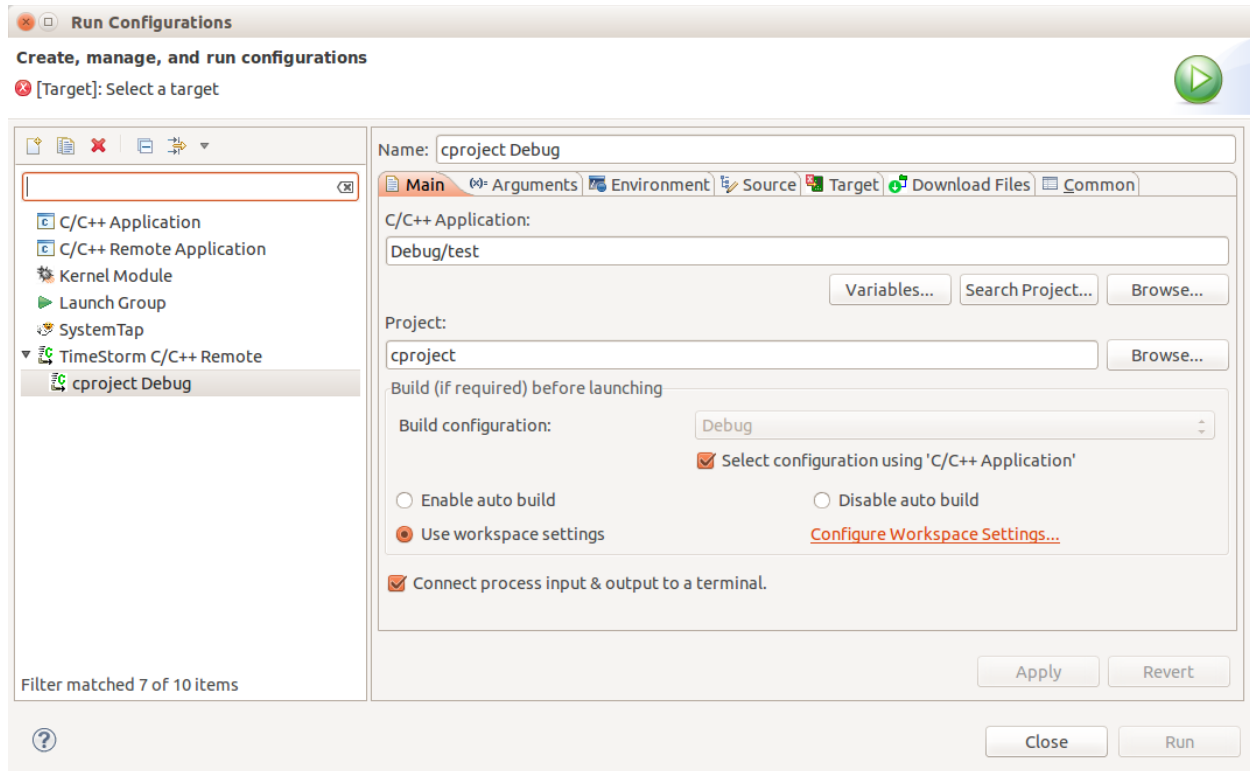 Run Configurations
Create, manage, and run configurations
[Target]: Select a target
Name: cproject Debug
Main (x)= Arguments Environment Source Target Download Files Common
C/C++ Application
C/C++ Remote Application
Kernel Module
Launch Group
SystemTap
TimeStorm C/C++ Remote
cproject Debug
Filter matched 7 of 10 items
C/C++ Application:
Debug/test
Variables... Search Project... Browse...
Project:
cproject Browse...
Build (if required) before launching
Build configuration: Debug
Select configuration using 'C/C++ Application'
Enable auto build Disable auto build
Use workspace settings Configure Workspace Settings...
Connect process input & output to a terminal.
Apply Revert
? Close Run